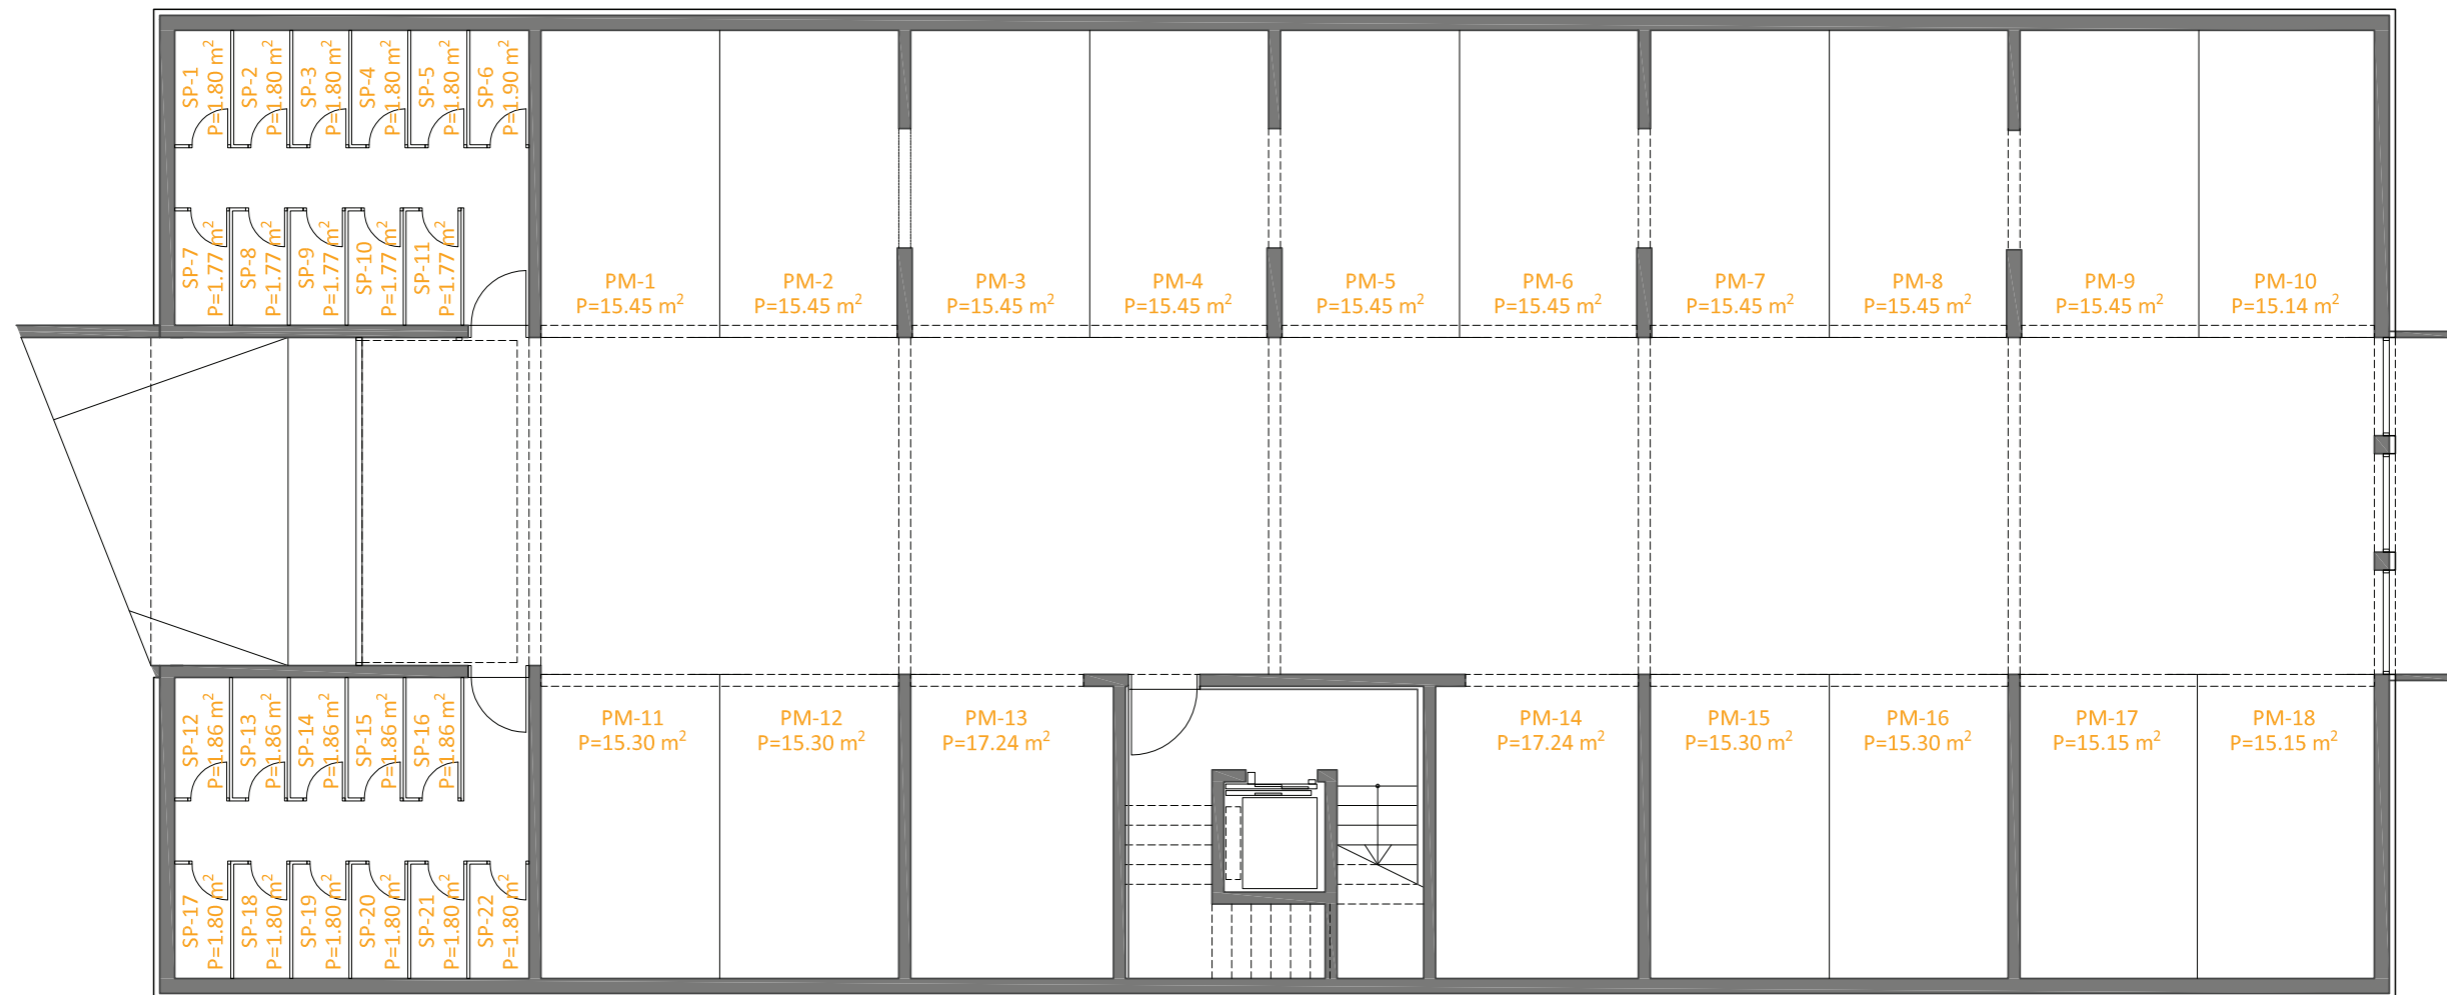 SP-1
P=1.80 m²
SP-2
P=1.80 m²
SP-3
P=1.80 m²
SP-4
P=1.80 m²
SP-5
P=1.80 m²
SP-6
P=1.90 m²
SP-7
P=1.77 m²
SP-8
P=1.77 m²
SP-9
P=1.77 m²
SP-10
P=1.77 m²
SP-11
P=1.77 m²
PM-1
P=15.45 m²
PM-2
P=15.45 m²
PM-3
P=15.45 m²
PM-4
P=15.45 m²
PM-5
P=15.45 m²
PM-6
P=15.45 m²
PM-7
P=15.45 m²
PM-8
P=15.45 m²
PM-9
P=15.45 m²
PM-10
P=15.14 m²
SP-12
P=1.86 m²
SP-13
P=1.86 m²
SP-14
P=1.86 m²
SP-15
P=1.86 m²
SP-16
P=1.86 m²
PM-11
P=15.30 m²
PM-12
P=15.30 m²
PM-13
P=17.24 m²
PM-14
P=17.24 m²
PM-15
P=15.30 m²
PM-16
P=15.30 m²
PM-17
P=15.15 m²
PM-18
P=15.15 m²
SP-17
P=1.80 m²
SP-18
P=1.80 m²
SP-19
P=1.80 m²
SP-20
P=1.80 m²
SP-21
P=1.80 m²
SP-22
P=1.80 m²